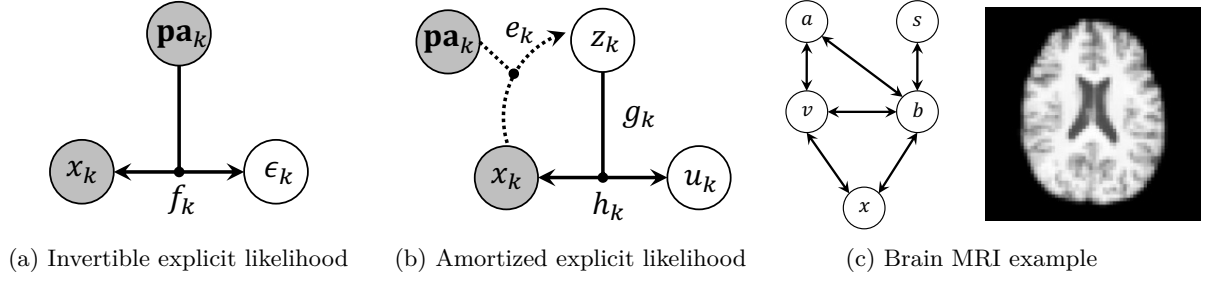 pa_k
x_k
ϵ_k
f_k
(a) Invertible explicit likelihood
pa_k
e_k
z_k
g_k
x_k
u_k
h_k
(b) Amortized explicit likelihood
a
s
v
b
x
(c) Brain MRI example